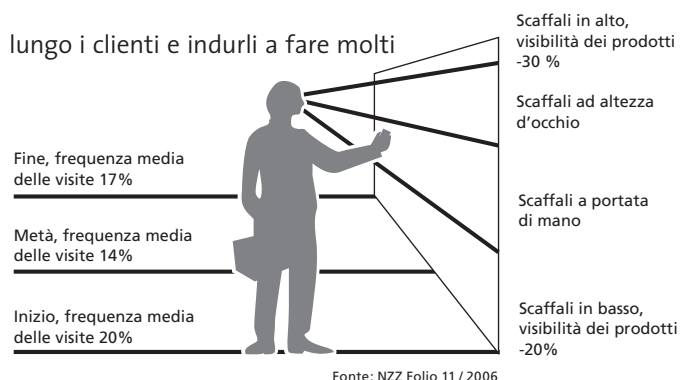 lungo i clienti e indurli a fare molti
Scaffali in alto,
visibilità dei prodotti
-30 %
Scaffali ad altezza
d'occhio
Scaffali a portata
di mano
Scaffali in basso,
visibilità dei prodotti
-20%
Fine, frequenza media
delle visite 17%
Metà, frequenza media
delle visite 14%
Inizio, frequenza media
delle visite 20%
Fonte: NZZ Folio 11 / 2006